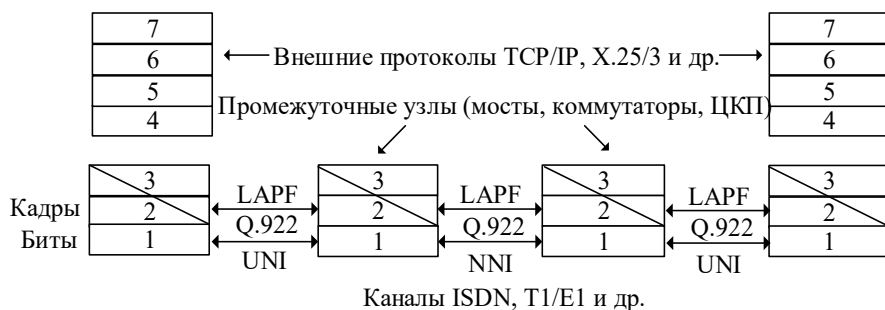 7 7
6 Внешние протоколы TCP/IP, X.25/3 и др. 6
5 5
4 Промежуточные узлы (мосты, коммутаторы, ЦКП) 4
3 LAPF 3 LAPF 3 LAPF 3
Кадры 2 Q.922 2 Q.922 2 Q.922 2
Биты 1 UNI 1 NNI 1 UNI 1
Каналы ISDN, T1/E1 и др.